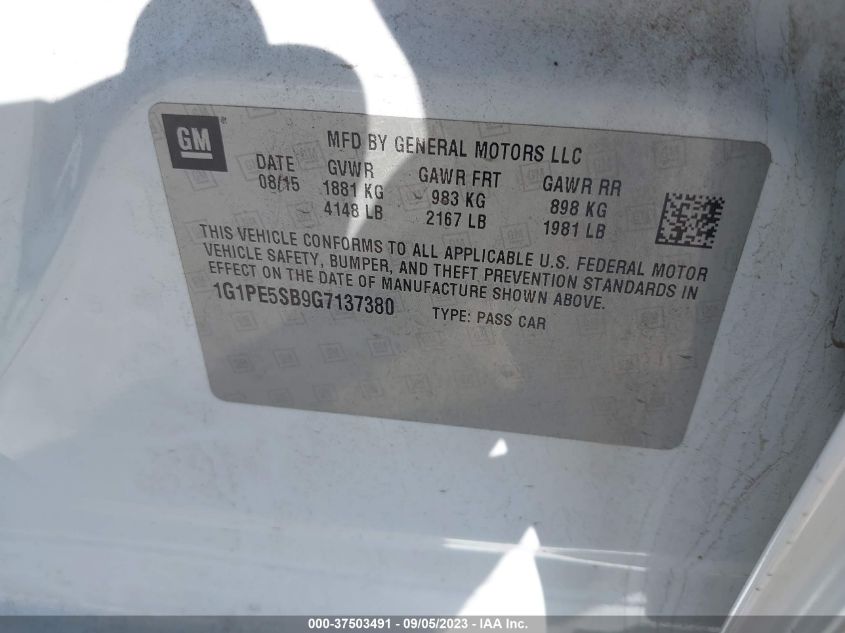 GM
MFD BY GENERAL MOTORS LLC
DATE GVWR GAWR FRT GAWR RR
08/15 1881 KG 983 KG 898 KG
4148 LB 2167 LB 1981 LB
THIS VEHICLE CONFORMS TO ALL APPLICABLE U.S. FEDERAL MOTOR
VEHICLE SAFETY, BUMPER, AND THEFT PREVENTION STANDARDS IN
EFFECT ON THE DATE OF MANUFACTURE SHOWN ABOVE.
1G1PE5SB9G7137380 TYPE: PASS CAR
000-37503491 - 09/05/2023 - IAA Inc.